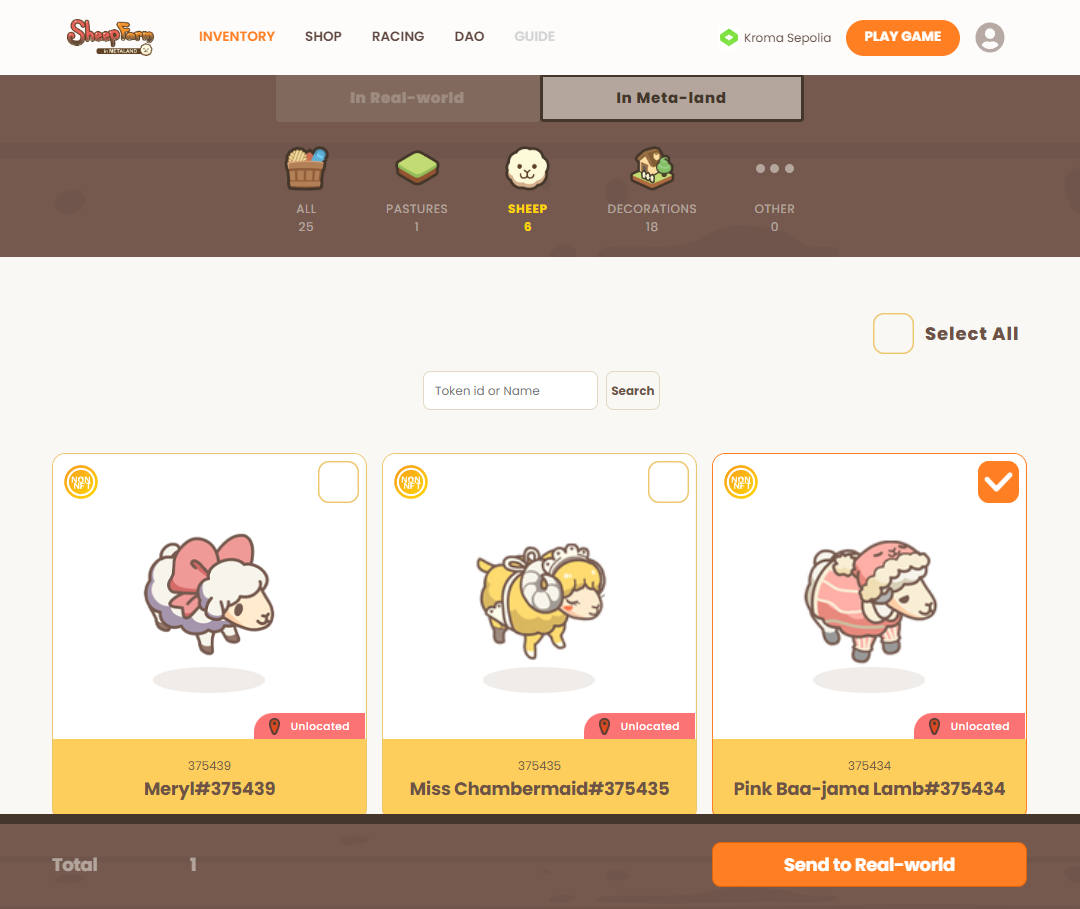 SheepFarm
in METALAND
INVENTORY
SHOP
RACING
DAO
GUIDE
Kroma Sepolia
PLAY GAME
In Real-world
In Meta-land
ALL
25
PASTURES
1
SHEEP
6
DECORATIONS
18
OTHER
0
Select All
Token id or Name
Search
NON
NFT
Unlocated
375439
Meryl#375439
NON
NFT
Unlocated
375435
Miss Chambermaid#375435
NON
NFT
Unlocated
375434
Pink Baa-jama Lamb#375434
Total
1
Send to Real-world